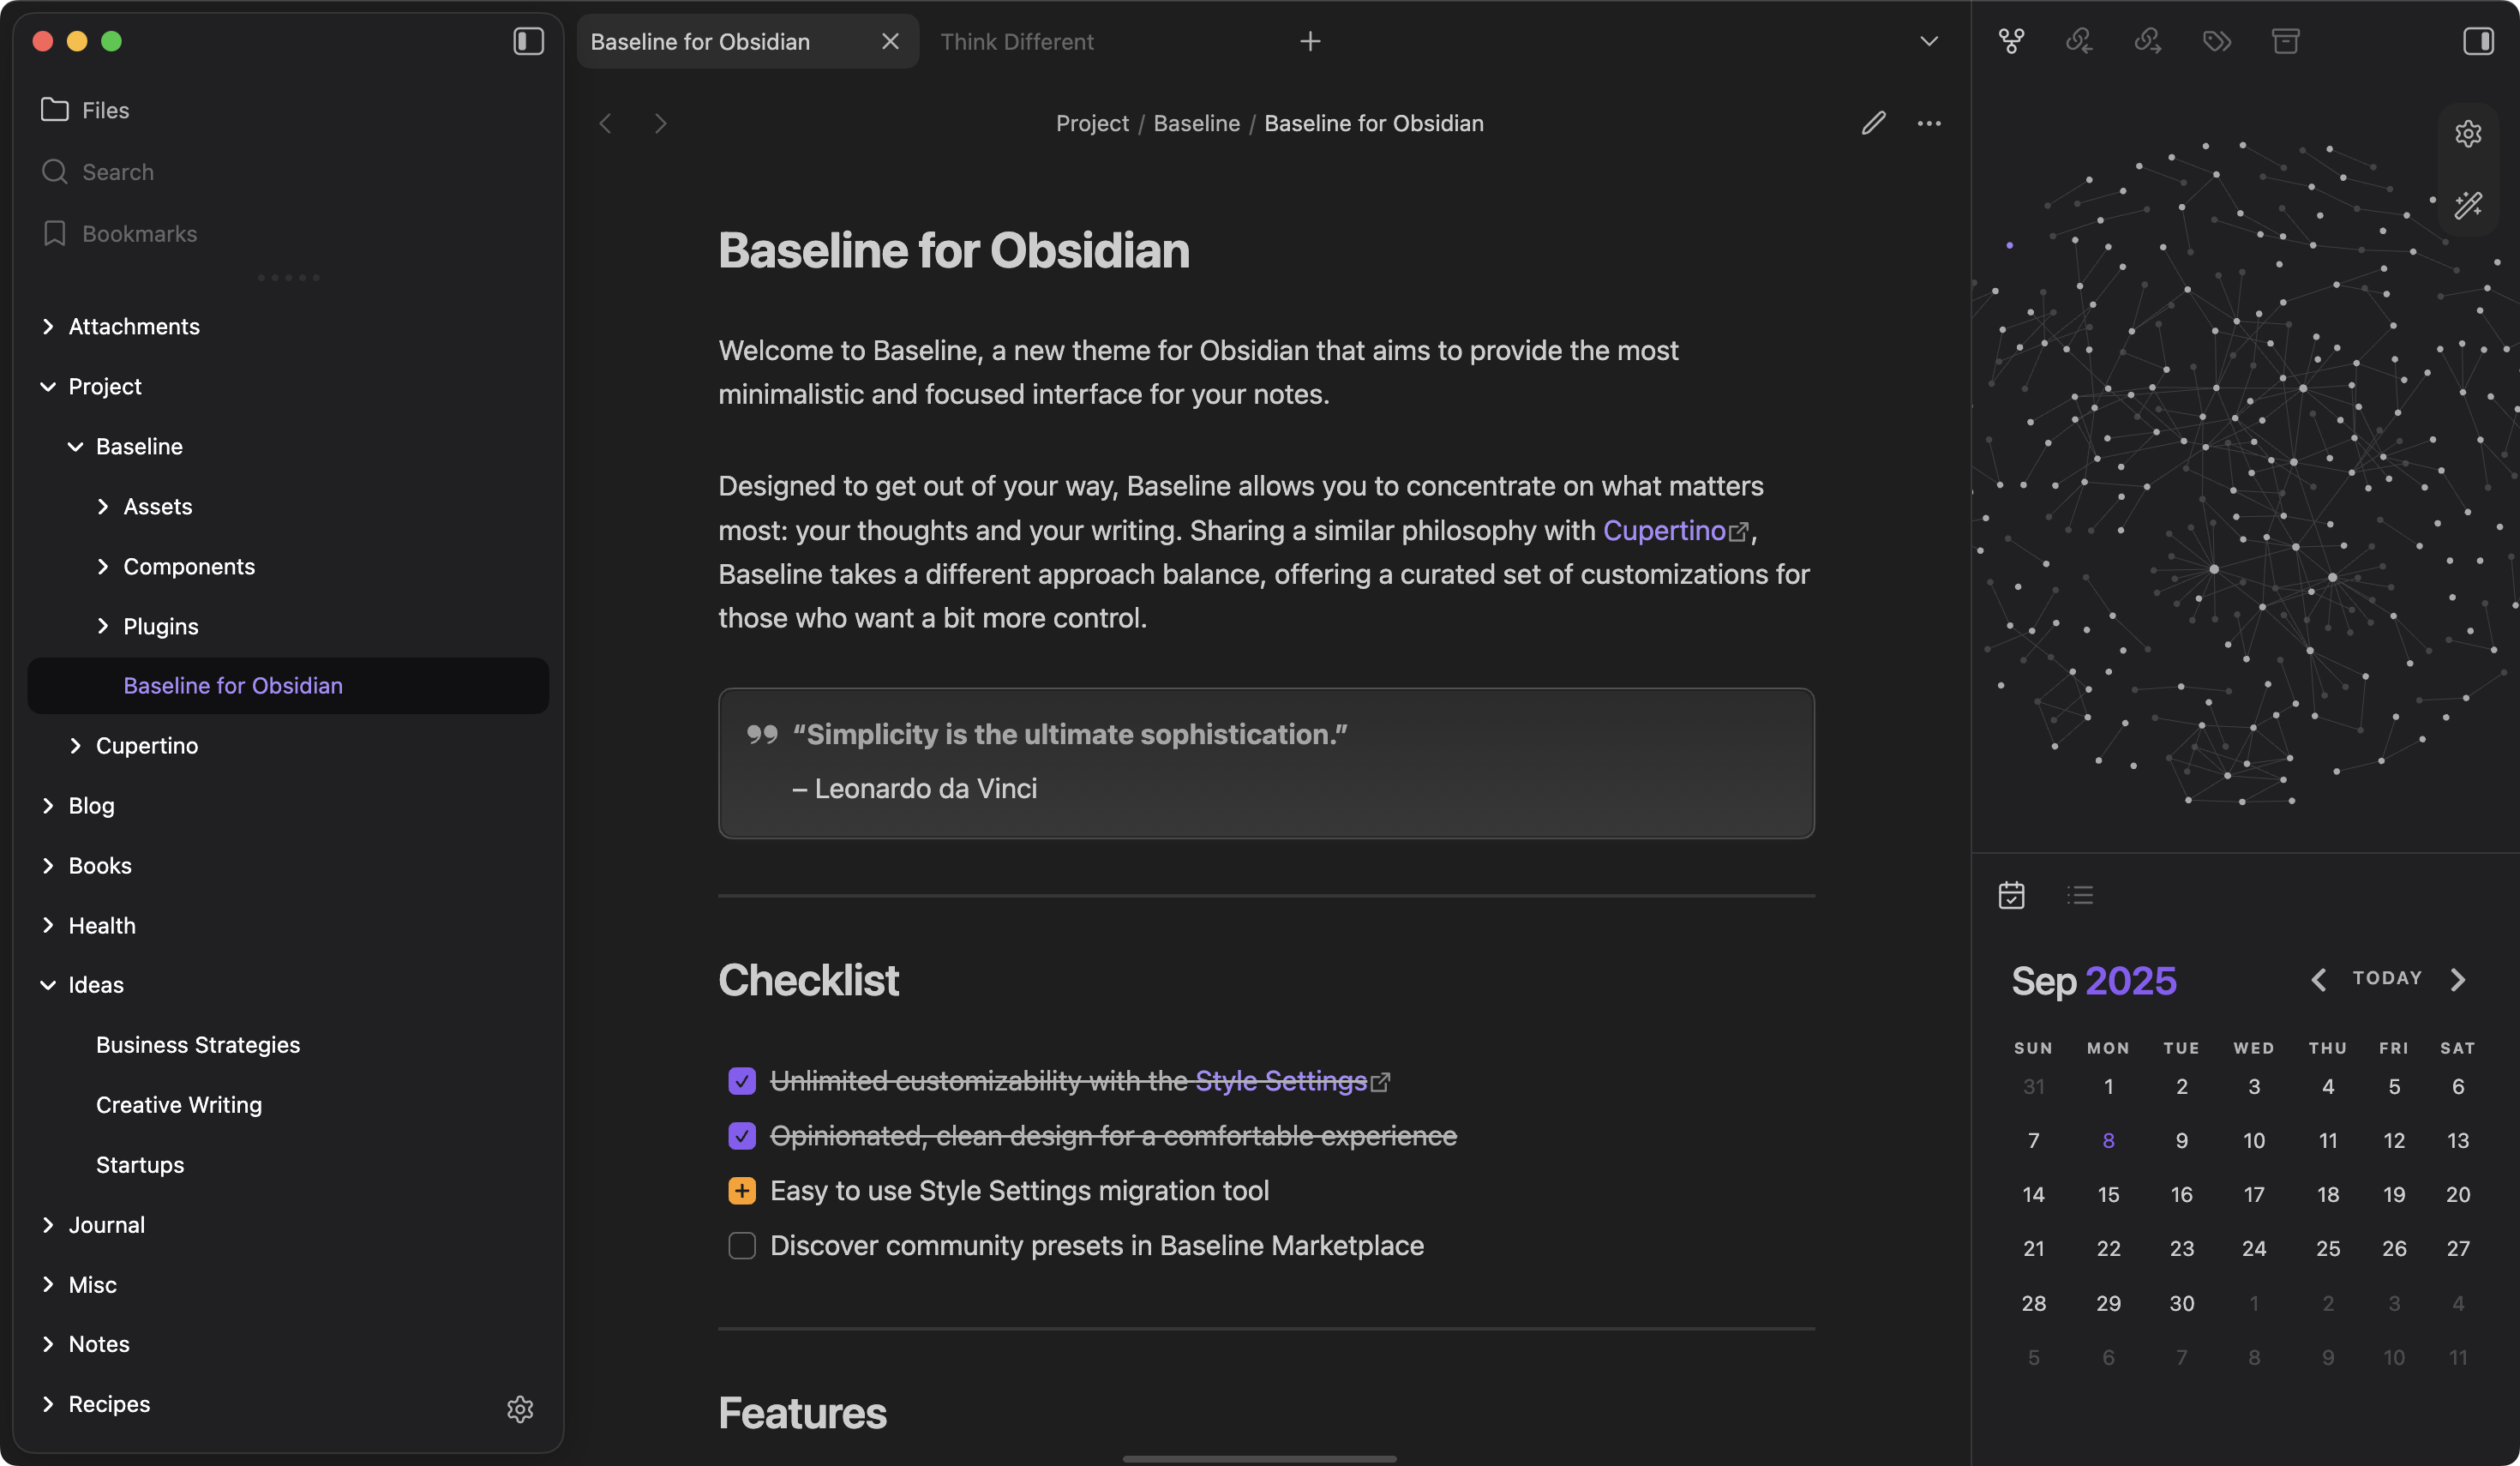 Files
Search
Bookmarks
Attachments
Project
Baseline
Assets
Components
Plugins
Baseline for Obsidian
Cupertino
Blog
Books
Health
Ideas
Business Strategies
Creative Writing
Startups
Journal
Misc
Notes
Recipes
Baseline for Obsidian
Think Different
Project / Baseline / Baseline for Obsidian
Baseline for Obsidian
Welcome to Baseline, a new theme for Obsidian that aims to provide the most
minimalistic and focused interface for your notes.
Designed to get out of your way, Baseline allows you to concentrate on what matters
most: your thoughts and your writing. Sharing a similar philosophy with Cupertino,
Baseline takes a different approach balance, offering a curated set of customizations for
those who want a bit more control.
“Simplicity is the ultimate sophistication.”
– Leonardo da Vinci
Checklist
Unlimited customizability with the Style Settings
Opinionated, clean design for a comfortable experience
Easy to use Style Settings migration tool
Discover community presets in Baseline Marketplace
Features
Sep 2025
TODAY
SUN MON TUE WED THU FRI SAT
31 1 2 3 4 5 6
7 8 9 10 11 12 13
14 15 16 17 18 19 20
21 22 23 24 25 26 27
28 29 30 1 2 3 4
5 6 7 8 9 10 11